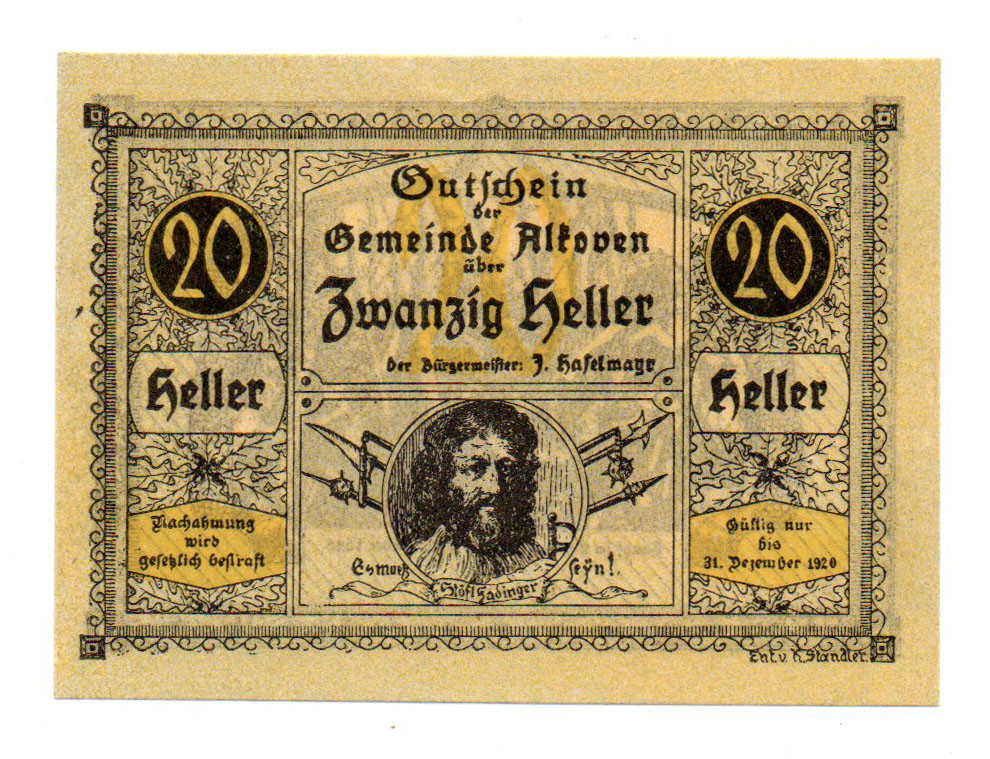 Gutschein
der
Gemeinde Alkoven
über
Zwanzig Heller
der Bürgermeister: J. Haselmayr
20
Heller
Nachahmung
wird
gesetzlich bestraft
20
Heller
Gültig nur
bis
31. Dezember 1920
Es mueß seÿn!
Stöfl Fadinger
Ent. v. K. Standler.